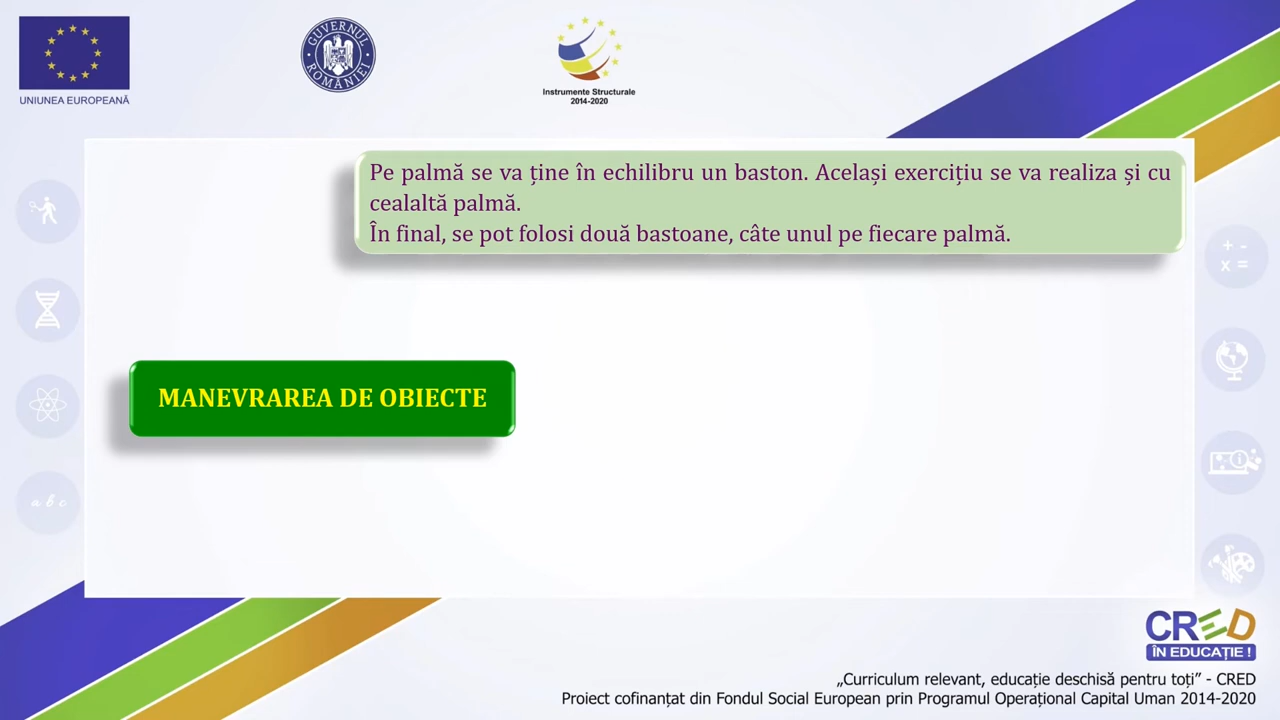 UNIUNEA EUROPEANĂ
GUVERNUL ROMÂNIEI
Instrumente Structurale
2014-2020
Pe palmă se va ține în echilibru un baston. Același exercițiu se va realiza și cu
cealaltă palmă.
În final, se pot folosi două bastoane, câte unul pe fiecare palmă.
MANEVRAREA DE OBIECTE
+ -
x =
a b c
CRED
ÎN EDUCAȚIE !
„Curriculum relevant, educație deschisă pentru toți” - CRED
Proiect cofinanțat din Fondul Social European prin Programul Operațional Capital Uman 2014-2020